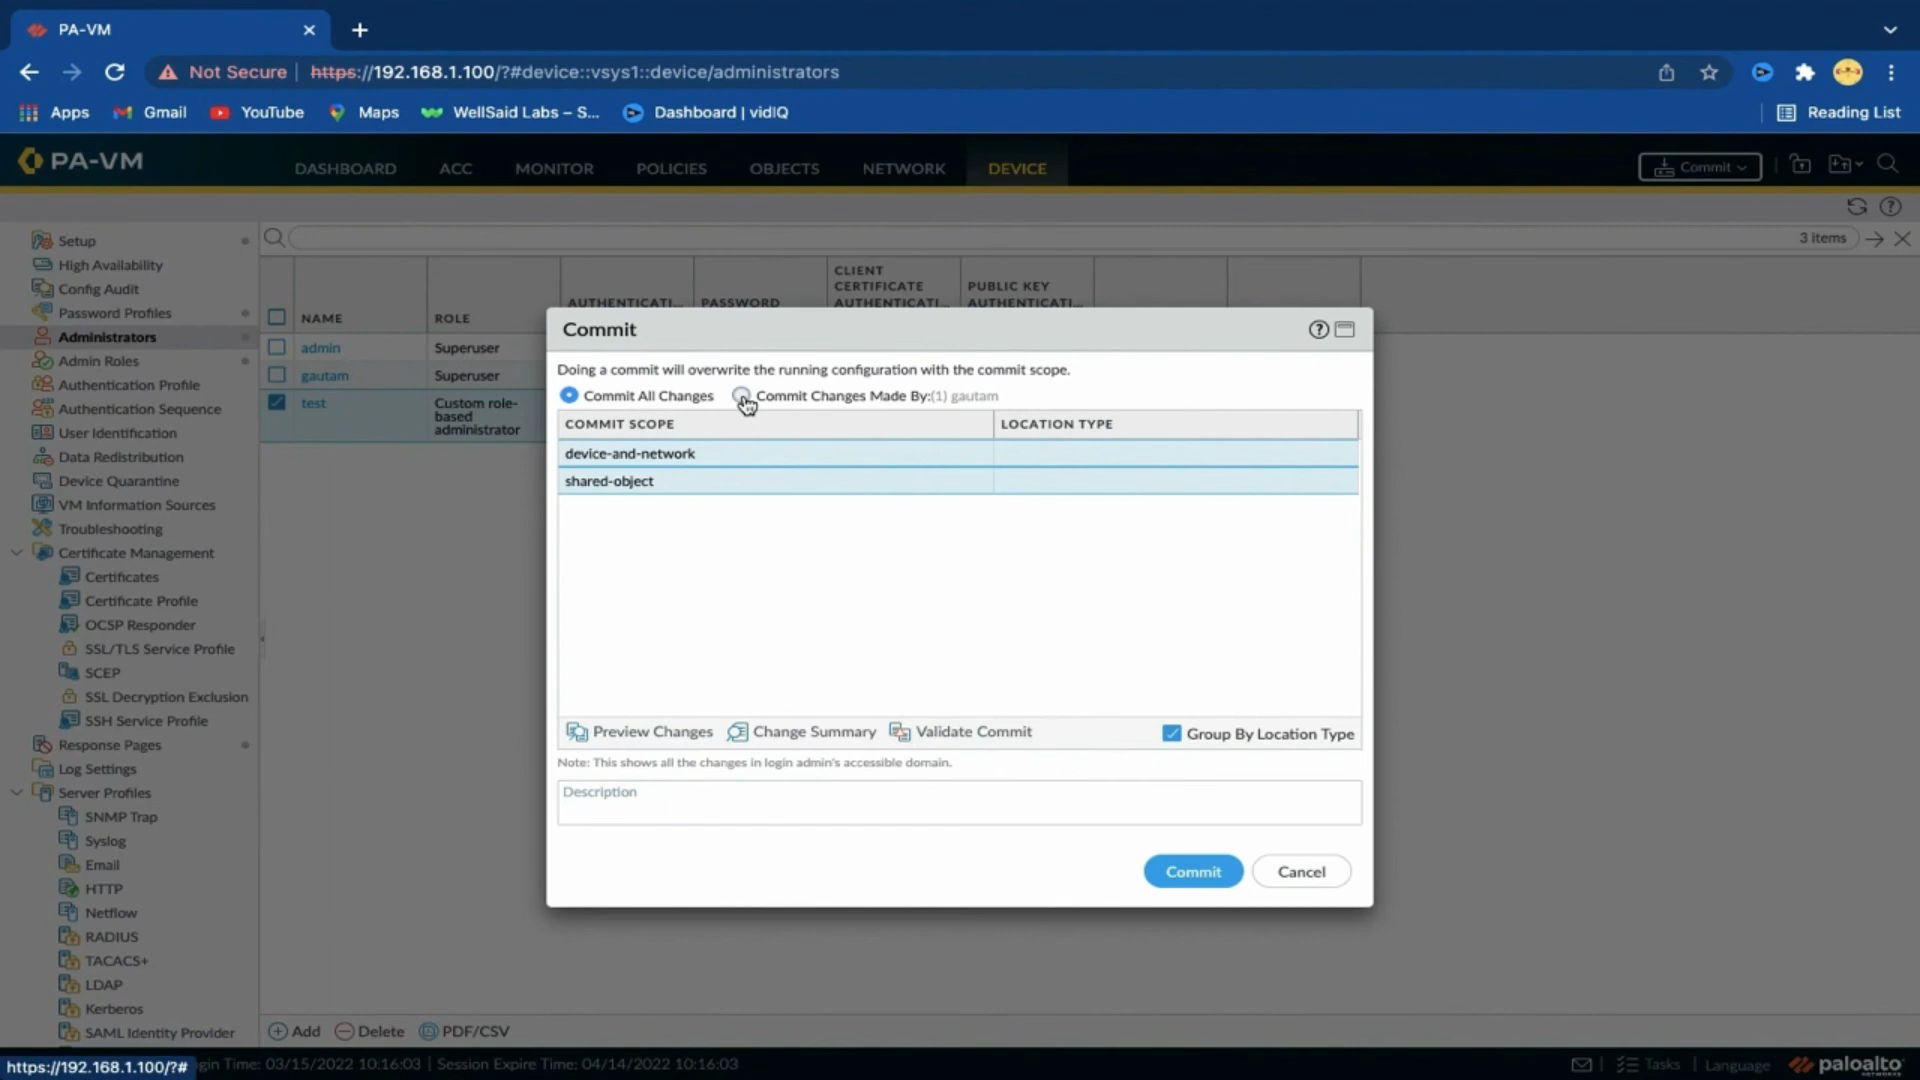 PA-VM
Not Secure
https://192.168.1.100/?#device::vsys1::device/administrators
Apps
Gmail
YouTube
Maps
WellSaid Labs – S...
Dashboard | vidIQ
Reading List
PA-VM
DASHBOARD
ACC
MONITOR
POLICIES
OBJECTS
NETWORK
DEVICE
Commit
3 items
Setup
High Availability
Config Audit
Password Profiles
Administrators
Admin Roles
Authentication Profile
Authentication Sequence
User Identification
Data Redistribution
Device Quarantine
VM Information Sources
Troubleshooting
Certificate Management
Certificates
Certificate Profile
OCSP Responder
SSL/TLS Service Profile
SCEP
SSL Decryption Exclusion
SSH Service Profile
Response Pages
Log Settings
Server Profiles
SNMP Trap
Syslog
Email
HTTP
Netflow
RADIUS
TACACS+
LDAP
Kerberos
SAML Identity Provider
NAME
ROLE
AUTHENTICATI...
PASSWORD
CLIENT
CERTIFICATE
AUTHENTICATI...
PUBLIC KEY
AUTHENTICATI...
admin
Superuser
gautam
Superuser
test
Custom role-
based
administrator
Commit
Doing a commit will overwrite the running configuration with the commit scope.
Commit All Changes
Commit Changes Made By:(1) gautam
COMMIT SCOPE
LOCATION TYPE
device-and-network
shared-object
Preview Changes
Change Summary
Validate Commit
Group By Location Type
Note: This shows all the changes in login admin's accessible domain.
Description
Commit
Cancel
Add
Delete
PDF/CSV
https://192.168.1.100/?#
gin Time: 03/15/2022 10:16:03 | Session Expire Time: 04/14/2022 10:16:03
Tasks
Language
paloalto
NETWORKS